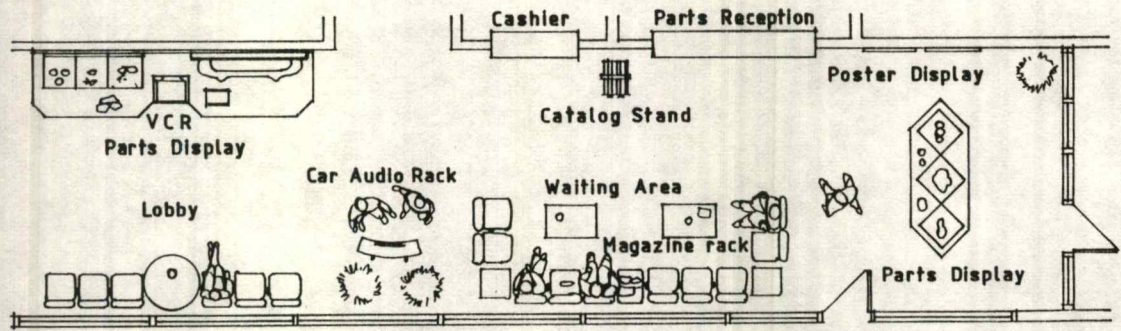 Cashier
Parts Reception
Poster Display
Catalog Stand
VCR
Parts Display
Car Audio Rack
Waiting Area
Lobby
Magazine rack
Parts Display